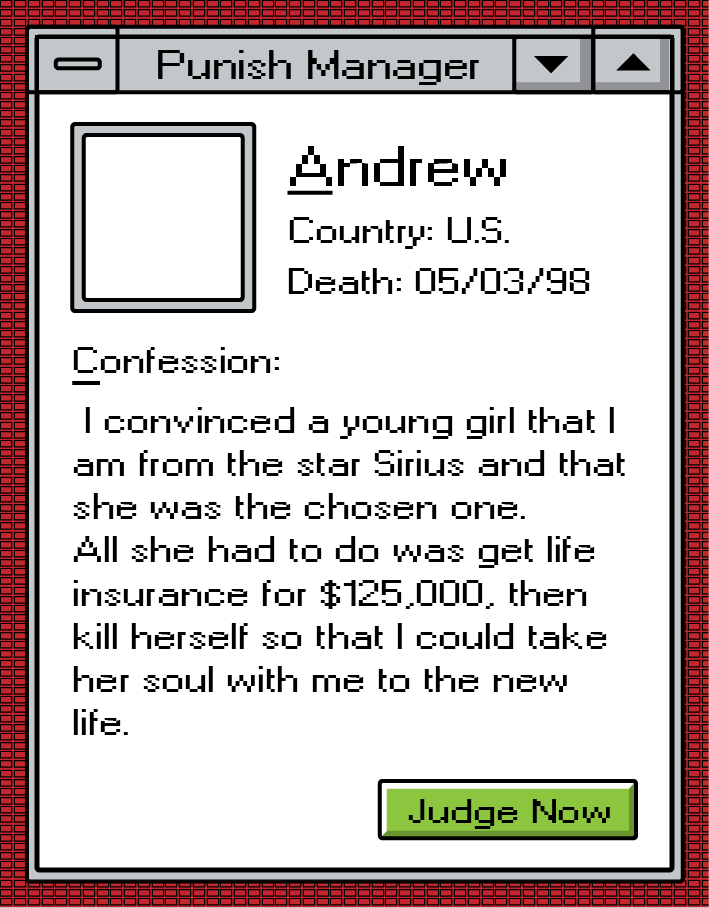 Punish Manager
Andrew
Country: U.S.
Death: 05/03/98
Confession:
I convinced a young girl that I
am from the star Sirius and that
she was the chosen one.
All she had to do was get life
insurance for $125,000, then
kill herself so that I could take
her soul with me to the new
life.
Judge Now